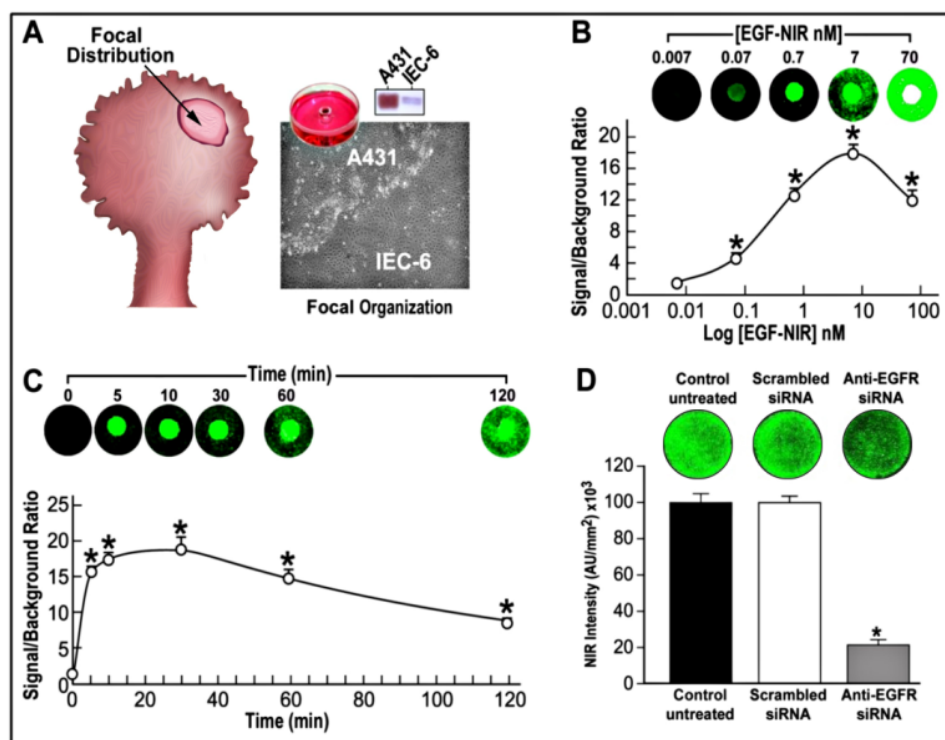 A
Focal
Distribution
A431
IEC-6
A431
IEC-6
Focal Organization
B
[EGF-NIR nM]
0.007 0.07 0.7 7 70
Signal/Background Ratio
20
16
12
8
4
0
* * * *
0.001 0.01 0.1 1 10 100
Log [EGF-NIR] nM
C
Time (min)
0 5 10 30 60 120
Signal/Background Ratio
25
20
15
10
5
0
* * * * *
0 20 40 60 80 100 120
Time (min)
D
Control
untreated
Scrambled
siRNA
Anti-EGFR
siRNA
NIR Intensity (AU/mm²) x10³
120
100
80
60
40
20
0
*
Control
untreated
Scrambled
siRNA
Anti-EGFR
siRNA